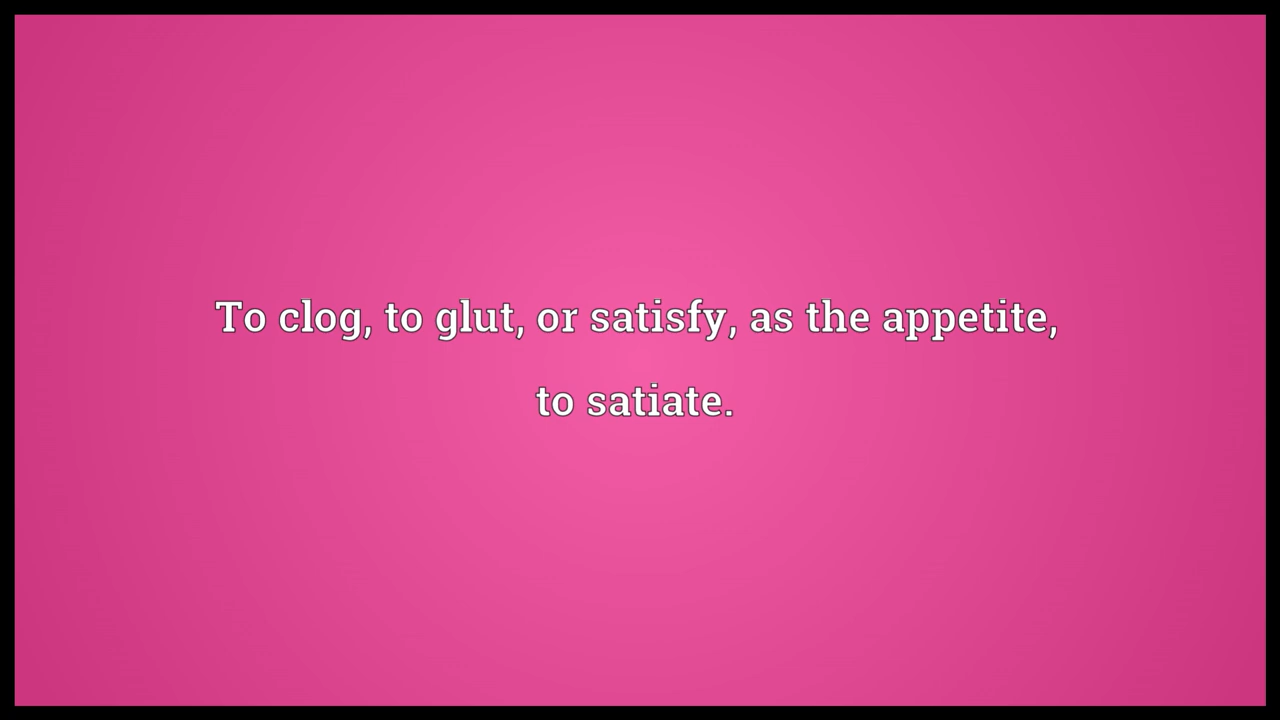 To clog, to glut, or satisfy, as the appetite,
to satiate.